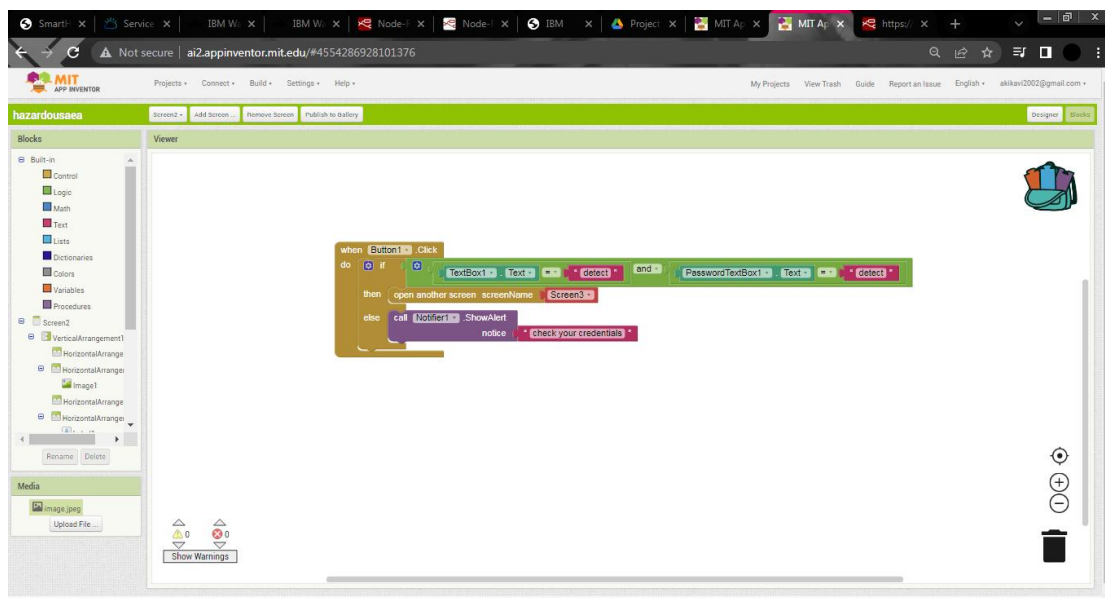 SmartH Service IBM W IBM W Node- Node- IBM Project MIT Ap MIT Ap https:/
Not secure ai2.appinventor.mit.edu/#4554286928101376
MIT
APP INVENTOR
Projects Connect Build Settings Help My Projects View Trash Guide Report an Issue English akikavi2002@gmail.com
hazardousaea Screen2 Add Screen ... Remove Screen Publish to Gallery Designer Blocks
Blocks Viewer
Built-in
Control
Logic
Math
Text
Lists
Dictionaries
Colors
Variables
Procedures
Screen2
VerticalArrangement1
HorizontalArrange
HorizontalArranger
Image1
HorizontalArrange
HorizontalArranger
Rename Delete
Media
image.jpeg
Upload File ...
when Button1 .Click
do if TextBox1 . Text = " detect " and PasswordTextBox1 . Text = " detect "
then open another screen screenName Screen3
else call Notifier1 .ShowAlert
notice " check your credentials "
0 0
Show Warnings